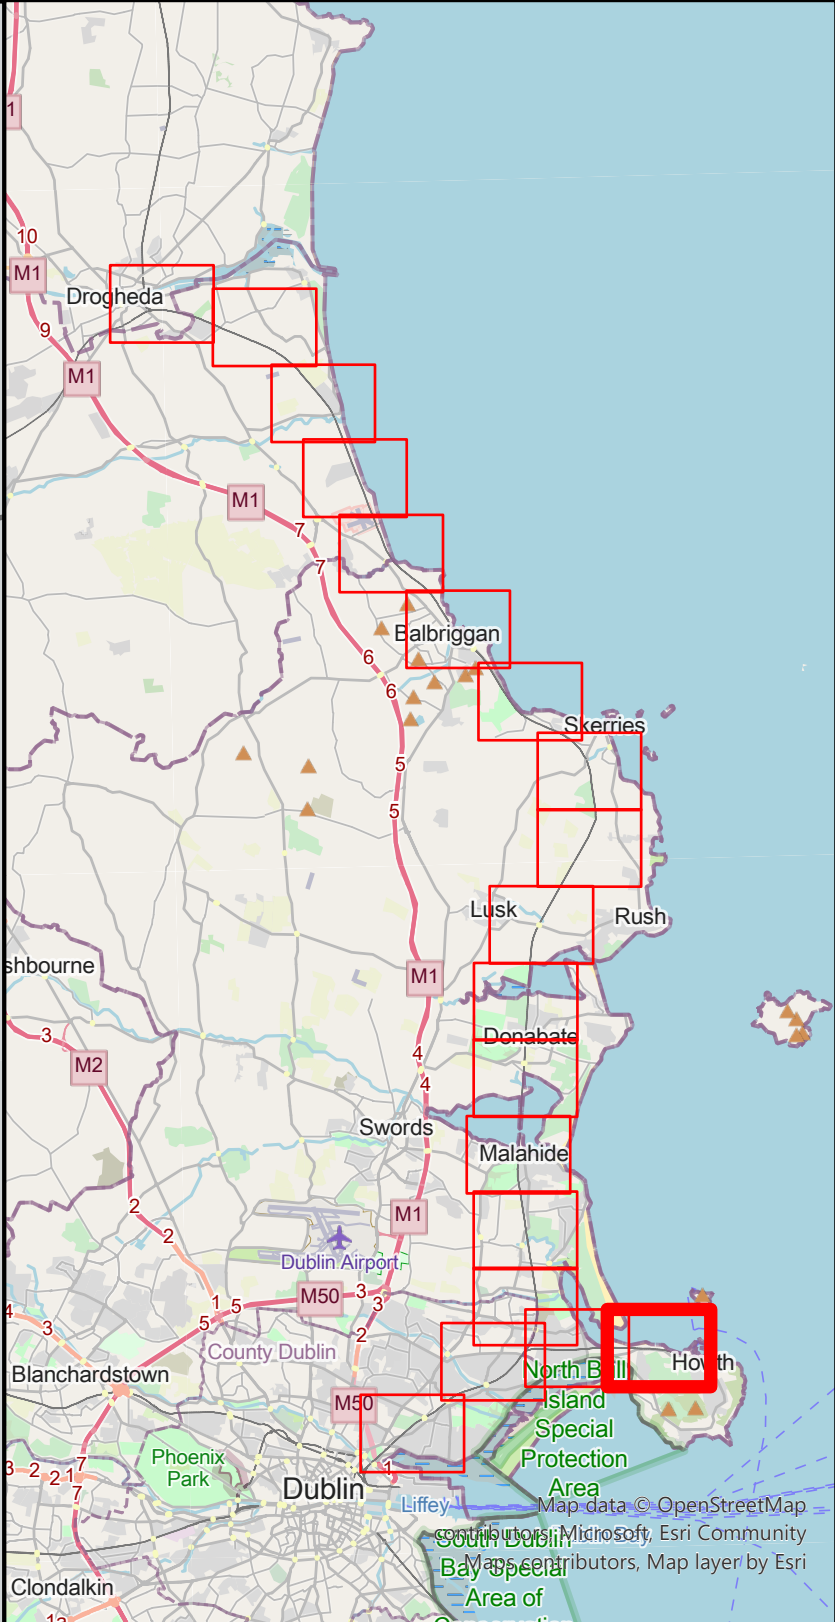 1
10
M1
Drogheda
9
M1
M1
7
7
Balbriggan
6
6
Skerries
5
5
Lusk
Rush
shbourne
M1
3
Donabate
M2
4
4
Swords
Malahide
2
M1
2
Dublin Airport
M50
3
1
5
3
4
3
5
2
County Dublin
Howth
Blanchardstown
North Bull
Island
Special
Protection
Area
M50
Phoenix
Park
7
3
2
2
1
7
1
Dublin
Liffey
Map data © OpenStreetMap
contributors, Microsoft, Esri Community
Maps contributors, Map layer by Esri
South Dublin
Bay Special
Area of
Conservation
Clondalkin